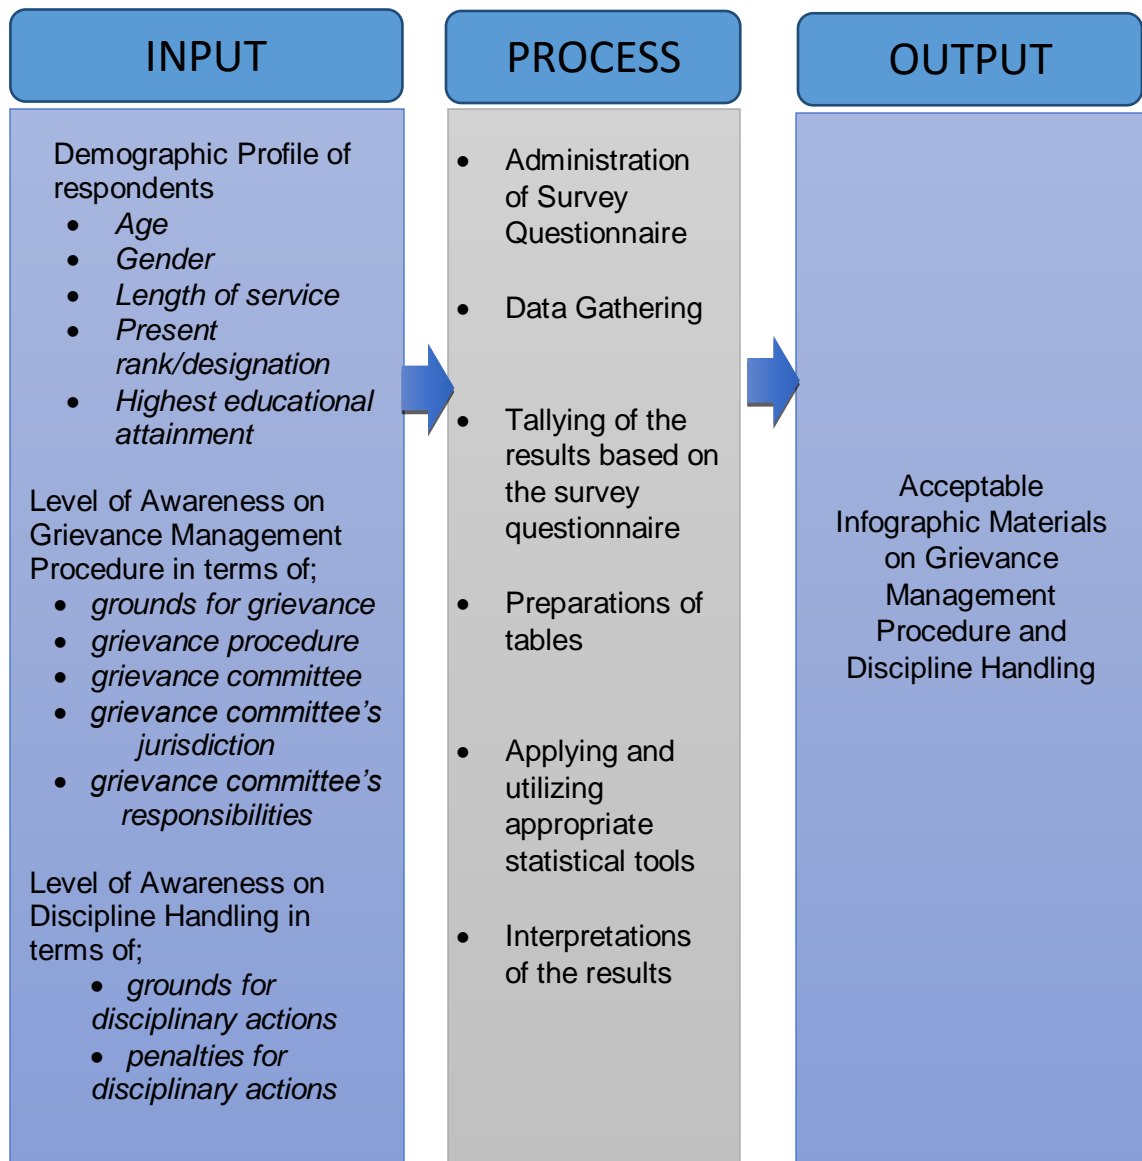 INPUT
Demographic Profile of
respondents
• Age
• Gender
• Length of service
• Present
rank/designation
• Highest educational
attainment
Level of Awareness on
Grievance Management
Procedure in terms of;
• grounds for grievance
• grievance procedure
• grievance committee
• grievance committee’s
jurisdiction
• grievance committee’s
responsibilities
Level of Awareness on
Discipline Handling in
terms of;
• grounds for
disciplinary actions
• penalties for
disciplinary actions
PROCESS
• Administration
of Survey
Questionnaire
• Data Gathering
• Tallying of the
results based on
the survey
questionnaire
• Preparations of
tables
• Applying and
utilizing
appropriate
statistical tools
• Interpretations
of the results
OUTPUT
Acceptable
Infographic Materials
on Grievance
Management
Procedure and
Discipline Handling